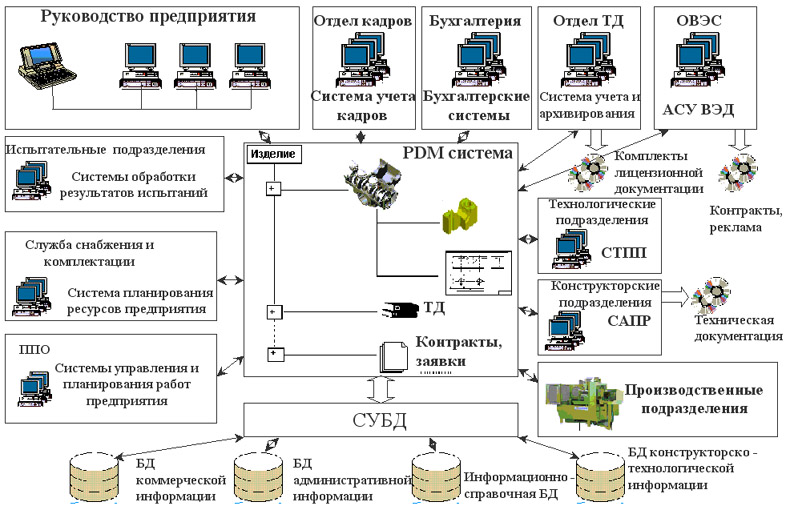 Руководство предприятия
Отдел кадров
Система учета
кадров
Бухгалтерия
Бухгалтерские
системы
Отдел ТД
Система учета и
архивирования
ОВЭС
АСУ ВЭД
Испытательные подразделения
Системы обработки
результатов испытаний
Изделие
PDM система
Комплекты
лицензионной
документации
Контракты,
реклама
Технологические
подразделения
СТПП
Служба снабжения и
комплектации
Система планирования
ресурсов предприятия
Конструкторские
подразделения
САПР
Техническая
документация
ТД
Контракты,
заявки
ППО
Системы управления и
планирования работ
предприятия
Производственные
подразделения
СУБД
БД
коммерческой
информации
БД
административной
информации
Информационно -
справочная БД
БД конструкторско -
технологической
информации